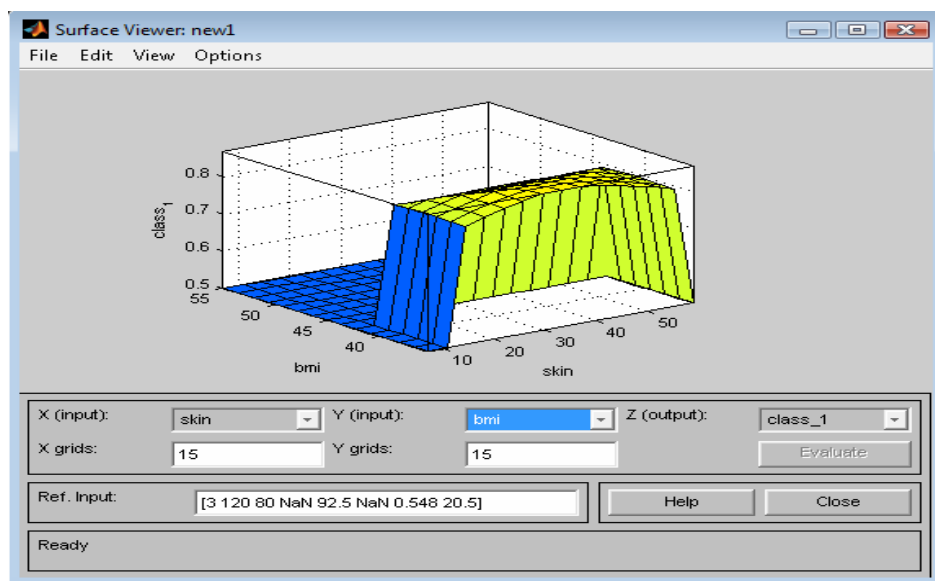 Surface Viewer: new1
File Edit View Options
0.8
0.7
0.6
0.5
class_1
55
50
45
40
bmi
10
20
30
40
50
skin
X (input): skin Y (input): bmi Z (output): class_1
X grids: 15 Y grids: 15 Evaluate
Ref. Input: [3 120 80 NaN 92.5 NaN 0.548 20.5] Help Close
Ready